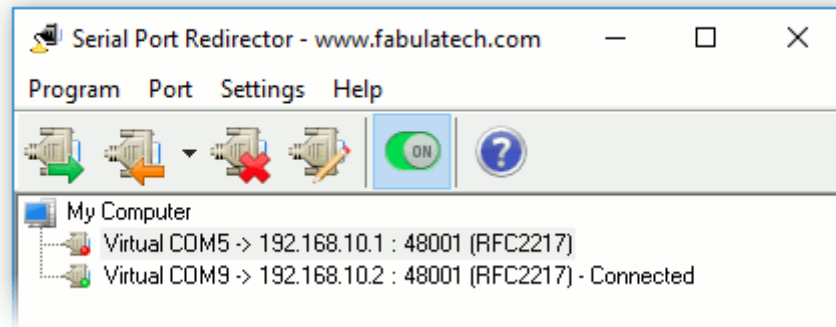 Serial Port Redirector - www.fabulatech.com
Program Port Settings Help
ON ?
My Computer
Virtual COM5 -> 192.168.10.1 : 48001 (RFC2217)
Virtual COM9 -> 192.168.10.2 : 48001 (RFC2217) - Connected